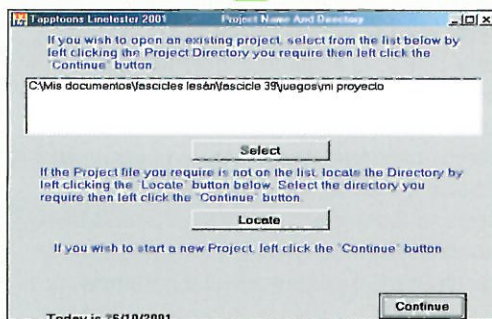 Tapptoons Linetester 2001 Project Name And Directory
If you wish to open an existing project, select from the list below by
left clicking the Project Directory you require then left click the
"Continue" button.
C:\Mis documentos\fascicles lesán\fascicle 39\juegos\mi proyecto
Select
If the Project file you require is not on the list, locate the Directory by
left clicking the "Locate" button below. Select the directory you
require then left click the "Continue" button.
Locate
If you wish to start a new Project, left click the "Continue" button
Continue
Today is 25/10/2001